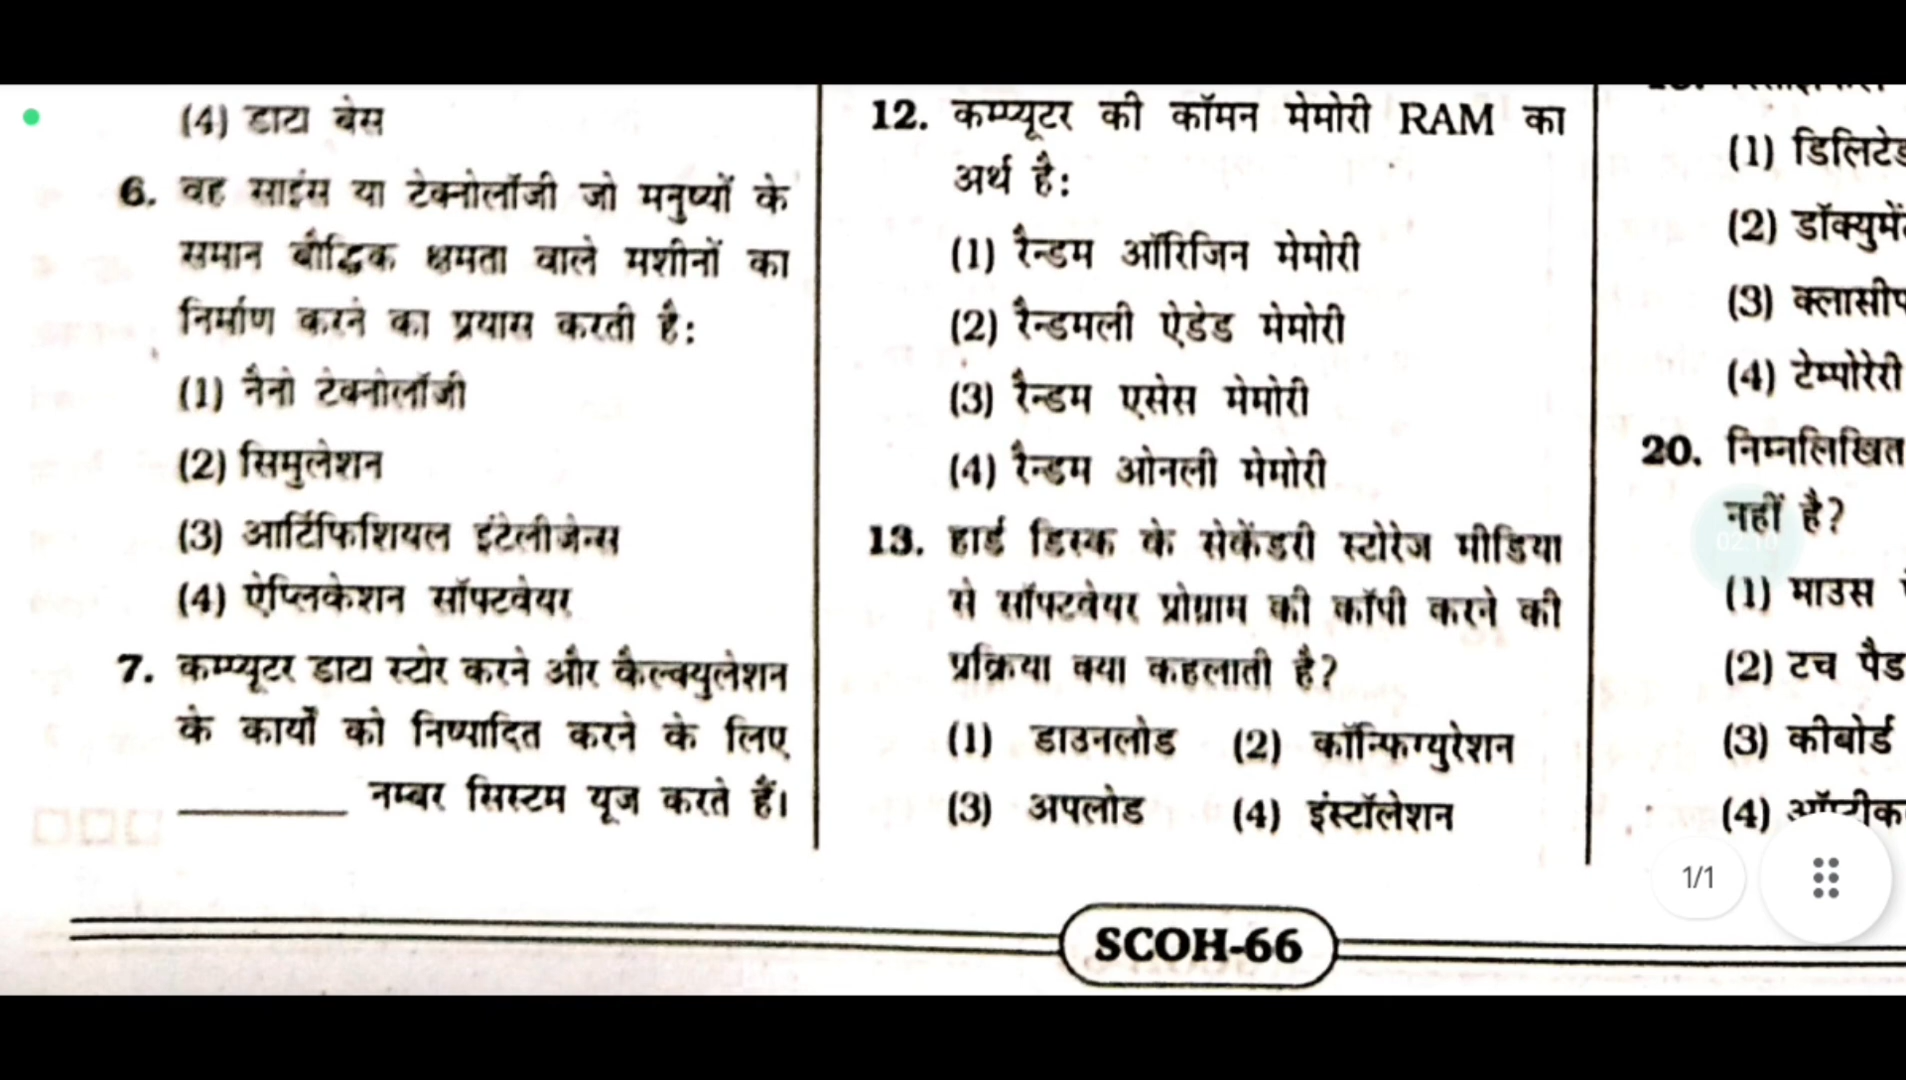 (4) डाटा बेस
6. वह साइंस या टेक्नोलॉजी जो मनुष्यों के
समान बौद्धिक क्षमता वाले मशीनों का
निर्माण करने का प्रयास करती है:
(1) नैनो टेक्नोलॉजी
(2) सिमुलेशन
(3) आर्टिफिशियल इंटेलीजेन्स
(4) ऐप्लिकेशन सॉफ्टवेयर
7. कम्प्यूटर डाटा स्टोर करने और कैल्क्युलेशन
के कार्यों को निष्पादित करने के लिए
________ नम्बर सिस्टम यूज करते हैं।
12. कम्प्यूटर की कॉमन मेमोरी RAM का
अर्थ है:
(1) रैन्डम ऑरिजिन मेमोरी
(2) रैन्डमली ऐडेड मेमोरी
(3) रैन्डम एसेस मेमोरी
(4) रैन्डम ओनली मेमोरी
13. हार्ड डिस्क के सेकेंडरी स्टोरेज मीडिया
से सॉफ्टवेयर प्रोग्राम की कॉपी करने की
प्रक्रिया क्या कहलाती है?
(1) डाउनलोड (2) कॉन्फिग्युरेशन
(3) अपलोड (4) इंस्टॉलेशन
(1)
(2)
(3)
(4) टेम्पोरेरी
20. निम्नलिखित
नहीं है?
(1) माउस
(2) टच पैड
(3) कीबोर्ड
(4)
1/1
SCOH-66